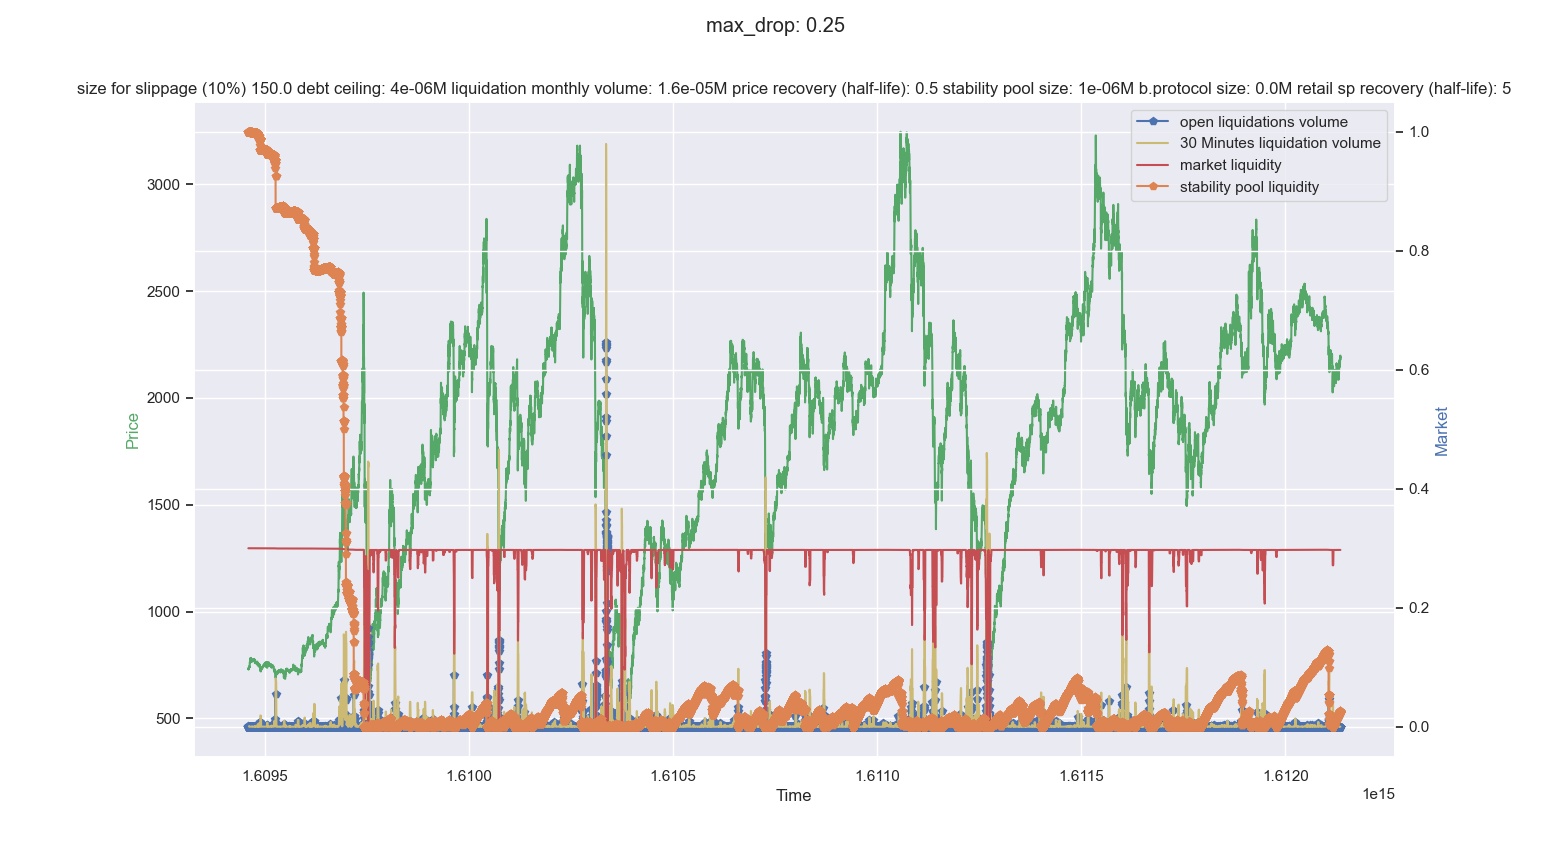 max_drop: 0.25
size for slippage (10%) 150.0 debt ceiling: 4e-06M liquidation monthly volume: 1.6e-05M price recovery (half-life): 0.5 stability pool size: 1e-06M b.protocol size: 0.0M retail sp recovery (half-life): 5
open liquidations volume
30 Minutes liquidation volume
market liquidity
stability pool liquidity
3000
2500
2000
1500
1000
500
Price
1.0
0.8
0.6
0.4
0.2
0.0
Market
1.6095 1.6100 1.6105 1.6110 1.6115 1.6120
Time
1e15